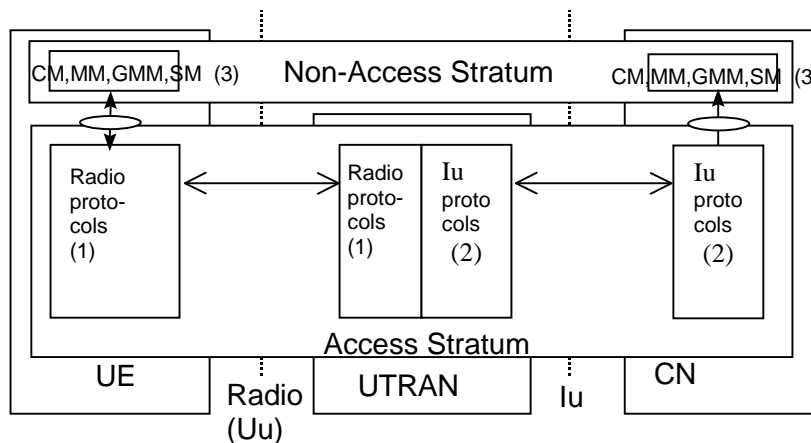 CM,MM,GMM,SM (3)
Non-Access Stratum
CM,MM,GMM,SM (3
Radio
proto-
cols
(1)
Radio
proto-
cols
(1)
Iu
proto
cols
(2)
Iu
proto
cols
(2)
Access Stratum
UE
Radio
(Uu)
UTRAN
Iu
CN